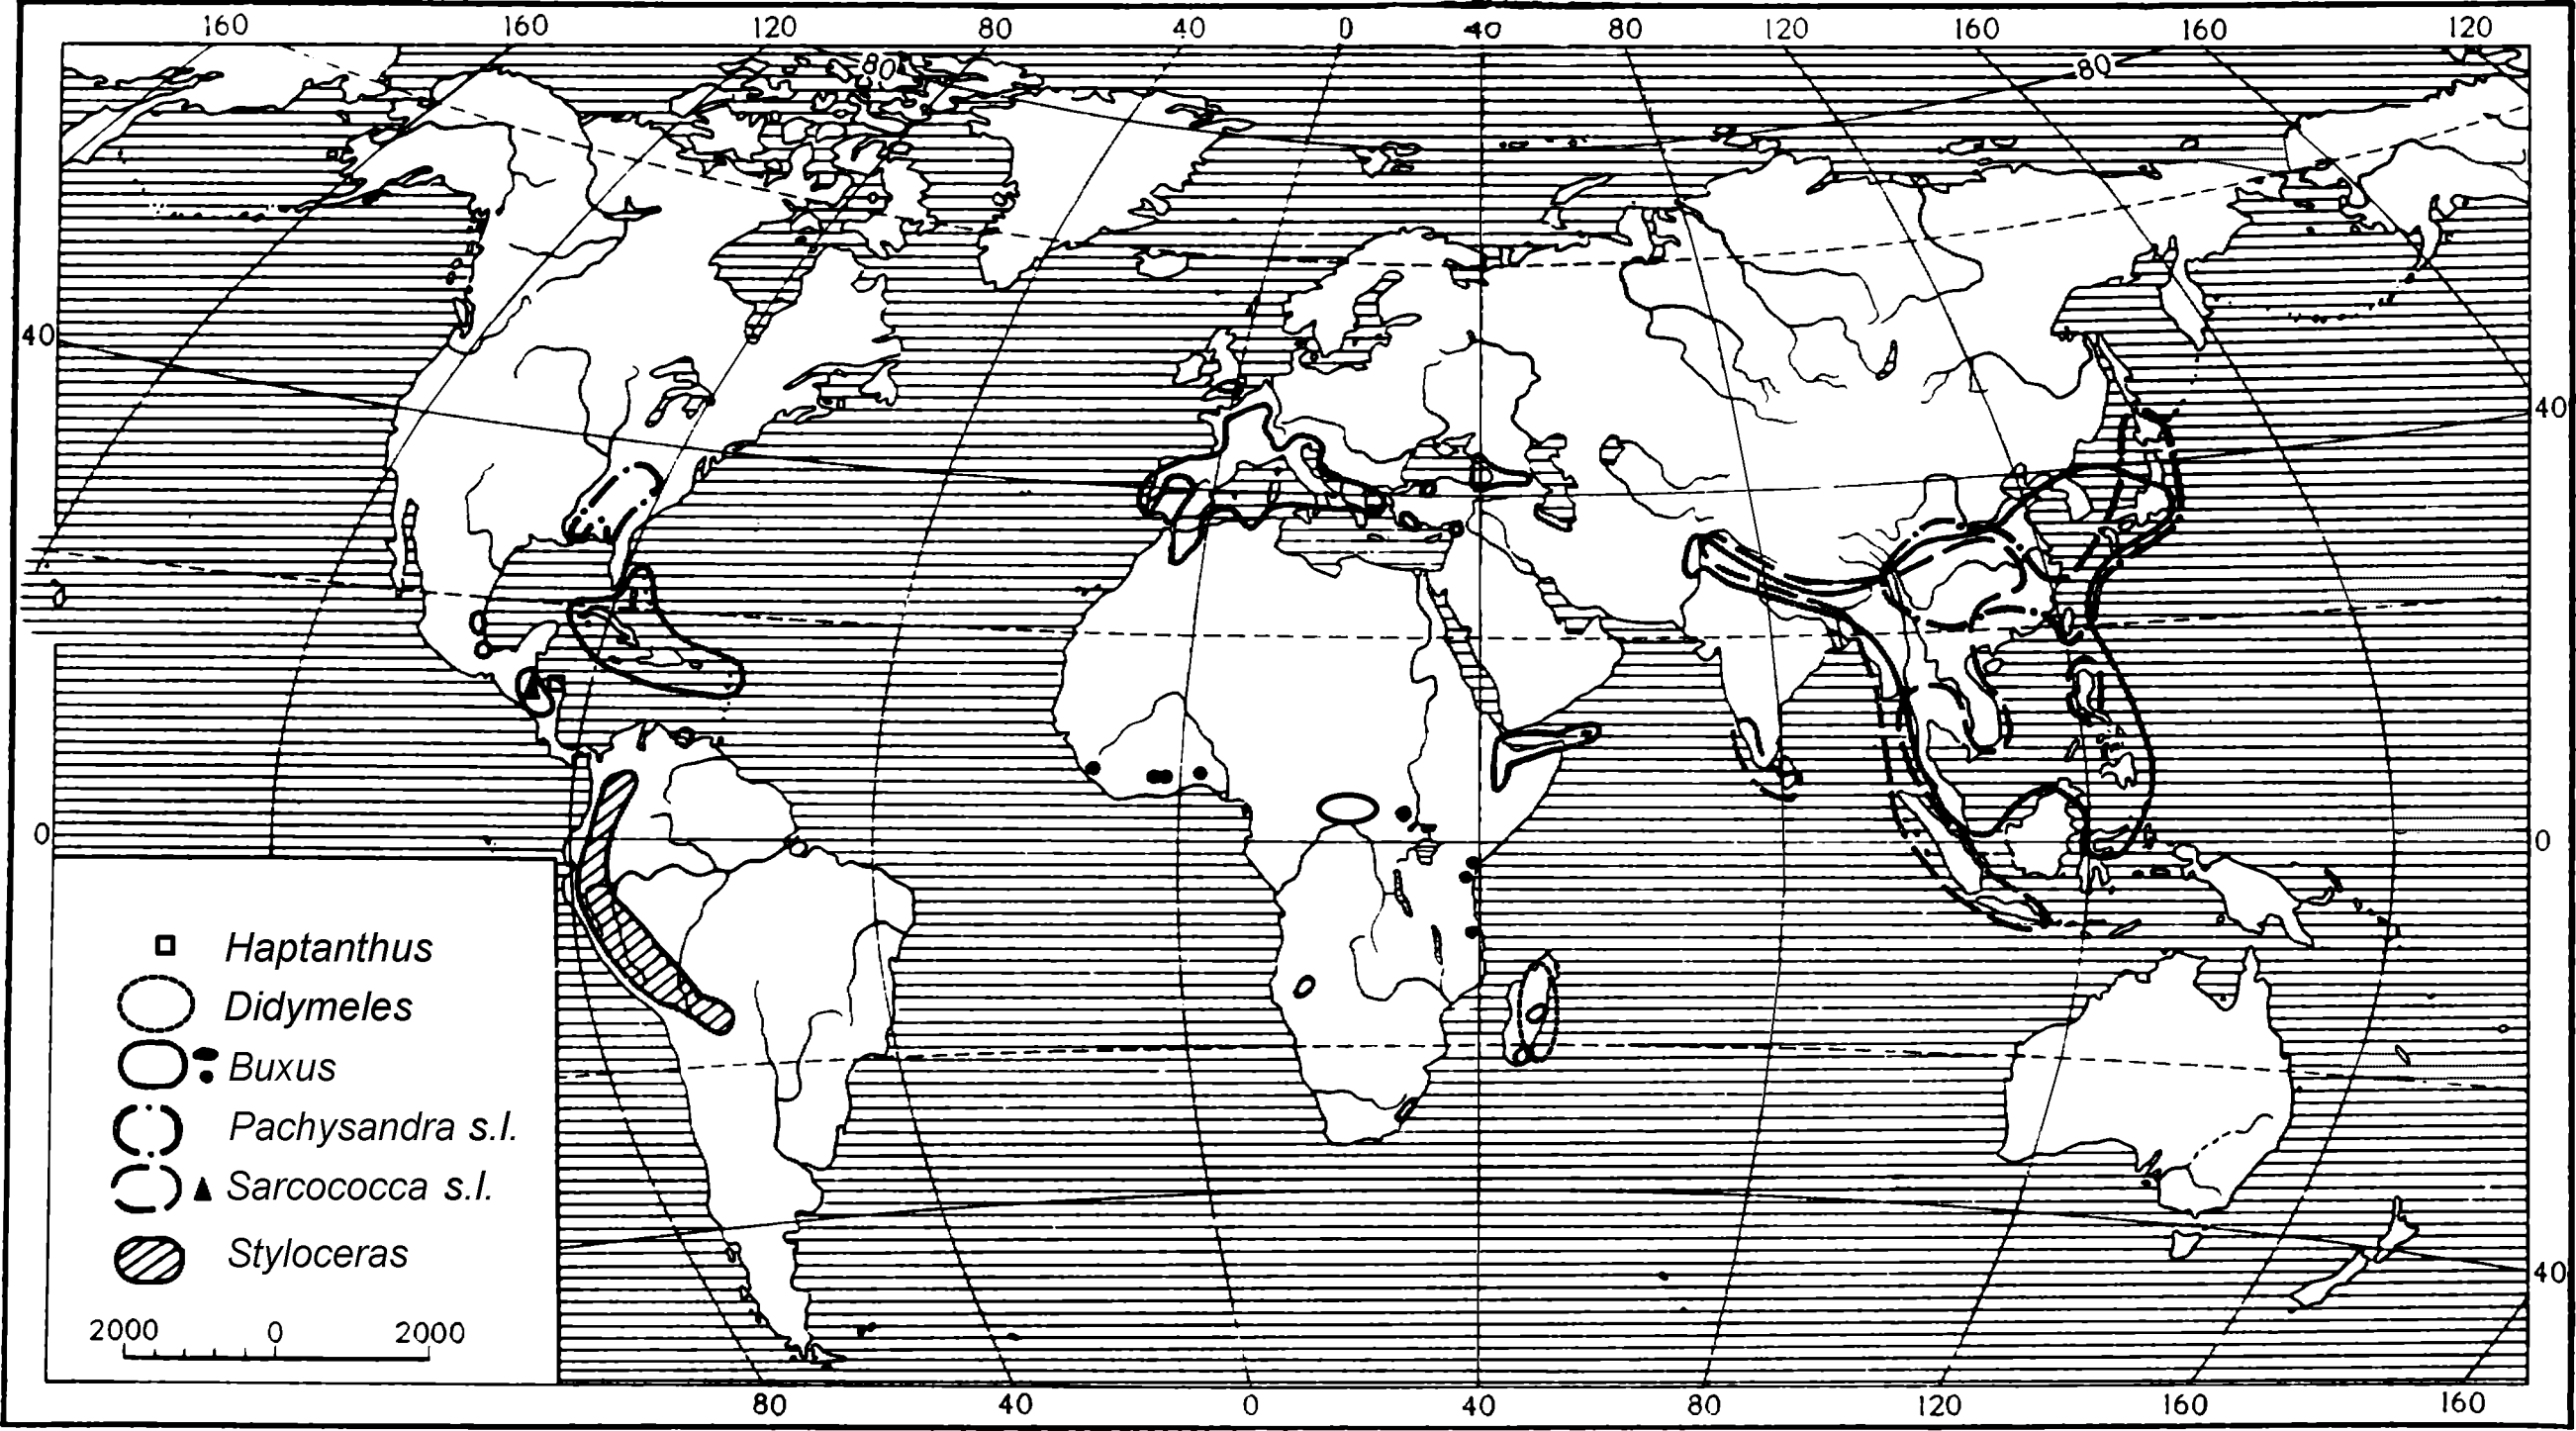 160 160 120 80 40 0 40 80 120 160 160 120
80 80
40 40
0 0
Haptanthus
Didymeles
Buxus
Pachysandra s.l.
Sarcococca s.l.
Styloceras
40
2000 0 2000
80 40 0 40 80 120 160 160